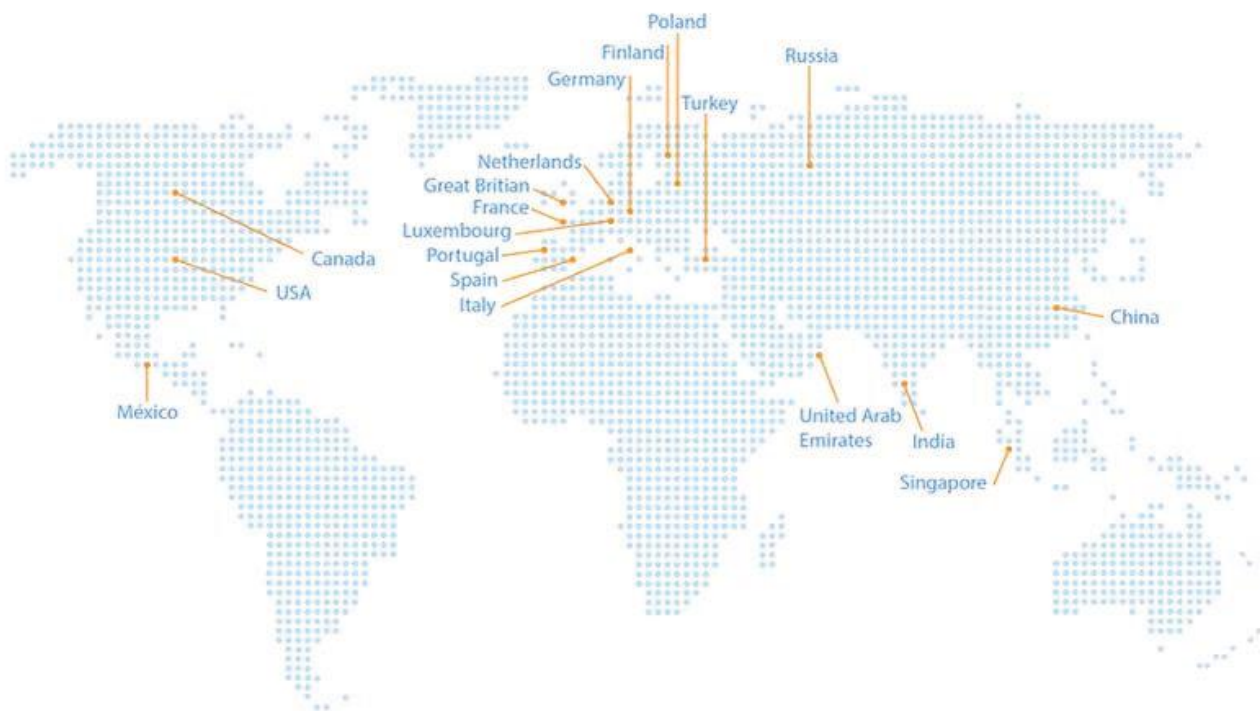 Poland
Finland
Russia
Germany
Turkey
Netherlands
Great Britian
France
Luxembourg
Portugal
Canada
Spain
USA
Italy
China
México
United Arab
Emirates
India
Singapore